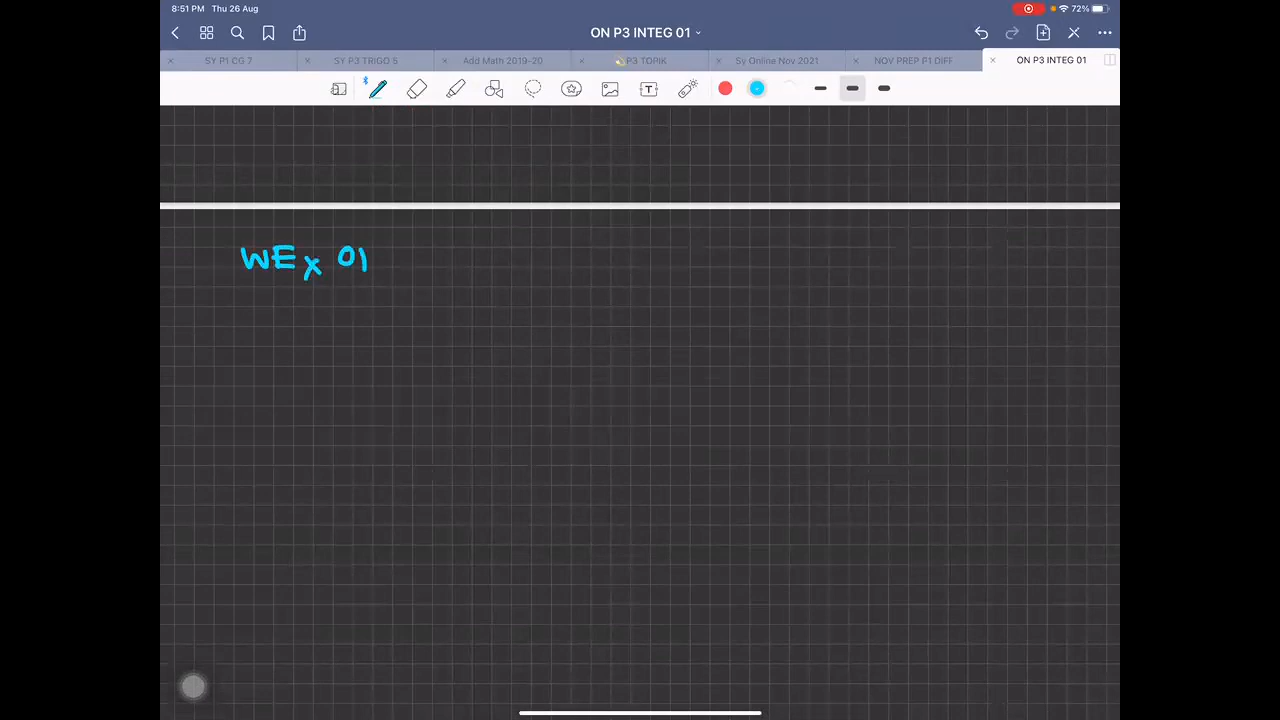 8:51 PM Thu 26 Aug 72%
ON P3 INTEG 01
SY P1 CG 7 SY P3 TRIGO 5 Add Math 2019-20 P3 TOPIK Sy Online Nov 2021 NOV PREP P1 DIFF ON P3 INTEG 01
T
WEx 01